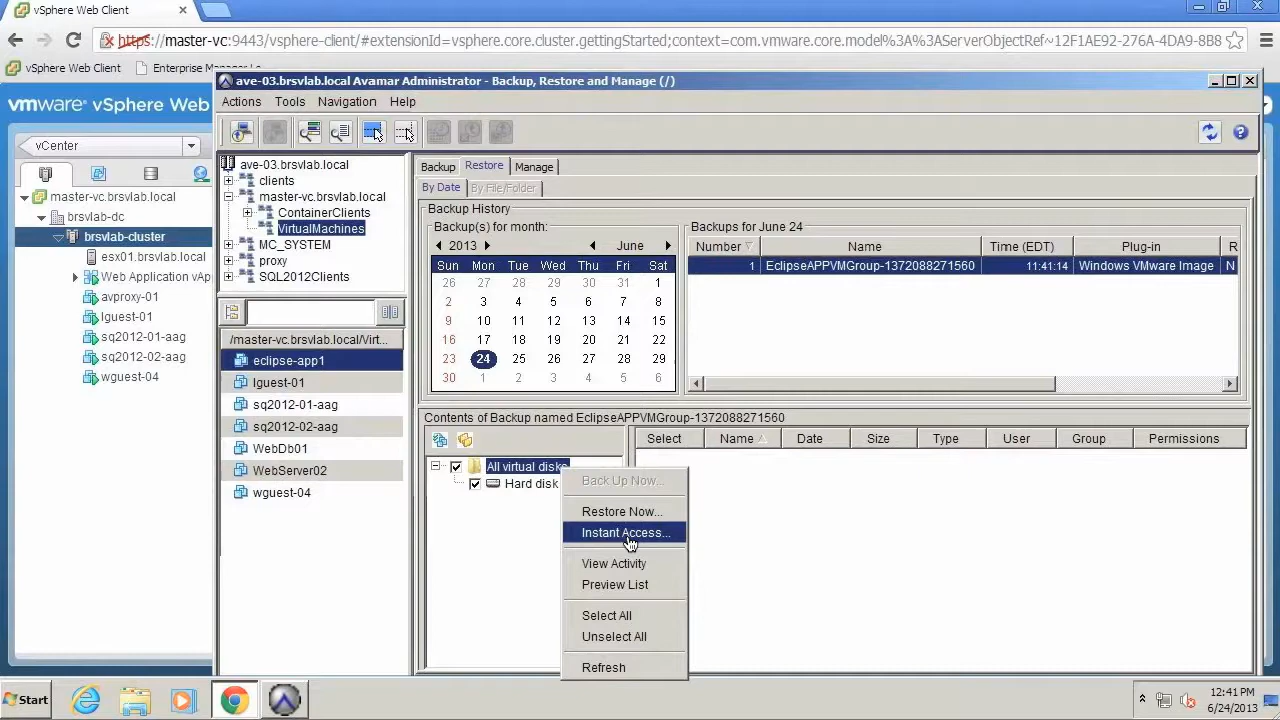 vSphere Web Client
https://master-vc:9443/vsphere-client/#extensionId=vsphere.core.cluster.gettingStarted;context=com.vmware.core.model%3A%3AServerObjectRef~12F1AE92-276A-4DA9-8B8
vSphere Web Client
vmware® vSphere Web
vCenter
master-vc.brsvlab.local
brsvlab-dc
brsvlab-cluster
esx01.brsvlab.local
Web Application vAp
avproxy-01
lguest-01
sq2012-01-aag
sq2012-02-aag
wguest-04
ave-03.brsvlab.local Avamar Administrator - Backup, Restore and Manage (/)
Actions Tools Navigation Help
ave-03.brsvlab.local
clients
master-vc.brsvlab.local
ContainerClients
VirtualMachines
MC_SYSTEM
proxy
SQL2012Clients
/master-vc.brsvlab.local/Virt...
eclipse-app1
lguest-01
sq2012-01-aag
sq2012-02-aag
WebDb01
WebServer02
wguest-04
Backup Restore Manage
By Date By File/Folder
Backup History
Backup(s) for month:
2013 June
Sun Mon Tue Wed Thu Fri Sat
26 27 28 29 30 31 1
2 3 4 5 6 7 8
9 10 11 12 13 14 15
16 17 18 19 20 21 22
23 24 25 26 27 28 29
30 1 2 3 4 5 6
Backups for June 24
Number Name Time (EDT) Plug-in R
1 EclipseAPPVMGroup-1372088271560 11:41:14 Windows VMware Image N
Contents of Backup named EclipseAPPVMGroup-1372088271560
All virtual disks
Hard disk
Select Name Date Size Type User Group Permissions
Back Up Now...
Restore Now...
Instant Access...
View Activity
Preview List
Select All
Unselect All
Refresh
Start
12:41 PM
6/24/2013